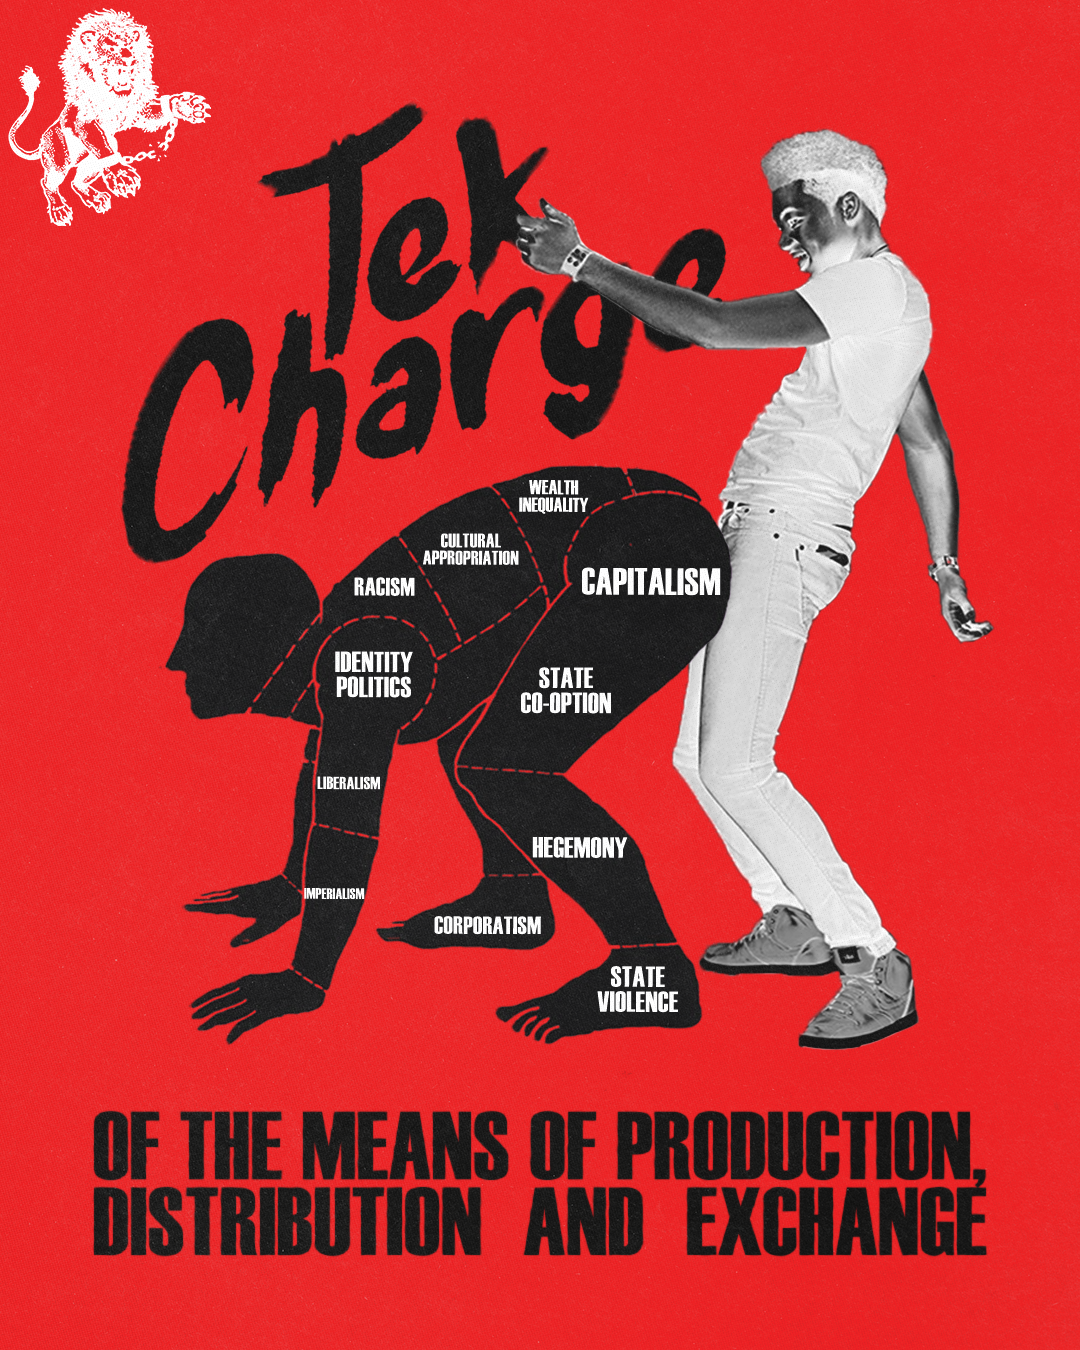 Tek
Charge
WEALTH
INEQUALITY
CULTURAL
APPROPRIATION
RACISM
CAPITALISM
IDENTITY
POLITICS
STATE
CO-OPTION
LIBERALISM
HEGEMONY
IMPERIALISM
CORPORATISM
STATE
VIOLENCE
OF THE MEANS OF PRODUCTION,
DISTRIBUTION AND EXCHANGE